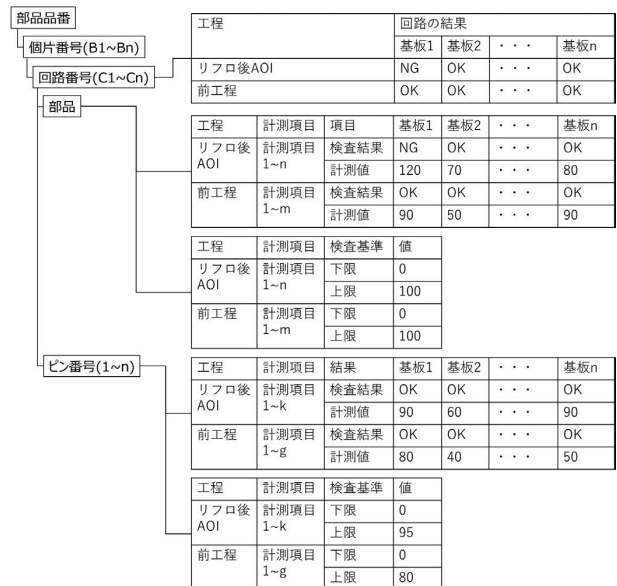 部品品番
個片番号(B1~Bn)
回路番号(C1~Cn)
部品
ピン番号(1~n)
工程 回路の結果
基板1 基板2 ・・・ 基板n
リフロ後AOI NG OK OK
前工程 OK OK OK
工程 計測項目 項目 基板1 基板2 ・・・ 基板n
リフロ後AOI 計測項目1~n 検査結果 NG OK ・・・ OK
計測値 120 70 ・・・ 80
前工程 計測項目1~m 検査結果 OK OK ・・・ OK
計測値 90 50 ・・・ 90
工程 計測項目 検査基準 値
リフロ後AOI 計測項目1~n 下限 0
上限 100
前工程 計測項目1~m 下限 0
上限 100
工程 計測項目 結果 基板1 基板2 ・・・ 基板n
リフロ後AOI 計測項目1~k 検査結果 OK OK ・・・ OK
計測値 90 60 ・・・ 90
前工程 計測項目1~g 検査結果 OK OK ・・・ OK
計測値 80 40 ・・・ 50
工程 計測項目 検査基準 値
リフロ後AOI 計測項目1~k 下限 0
上限 95
前工程 計測項目1~g 下限 0
上限 80